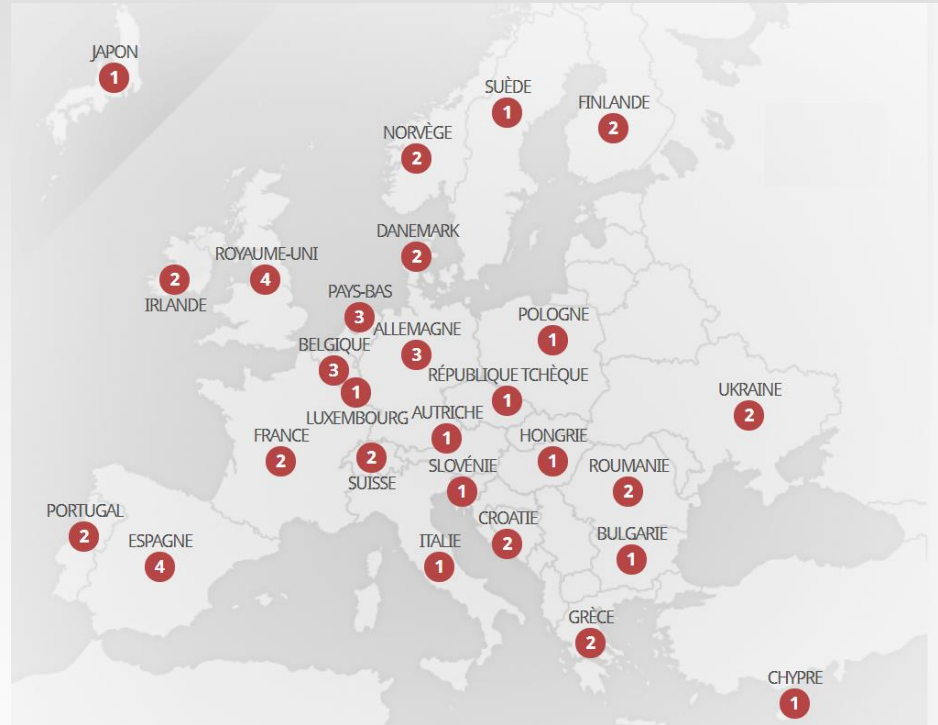 JAPON
1
SUÈDE
1
FINLANDE
2
NORVÈGE
2
DANEMARK
2
ROYAUME-UNI
4
2
IRLANDE
PAYS-BAS
3
ALLEMAGNE
3
POLOGNE
1
BELGIQUE
3
1
LUXEMBOURG
RÉPUBLIQUE TCHÈQUE
1
UKRAINE
2
AUTRICHE
1
FRANCE
2
2
SUISSE
HONGRIE
1
SLOVÉNIE
1
ROUMANIE
2
PORTUGAL
2
ESPAGNE
4
CROATIE
2
ITALIE
1
BULGARIE
1
GRÈCE
2
CHYPRE
1